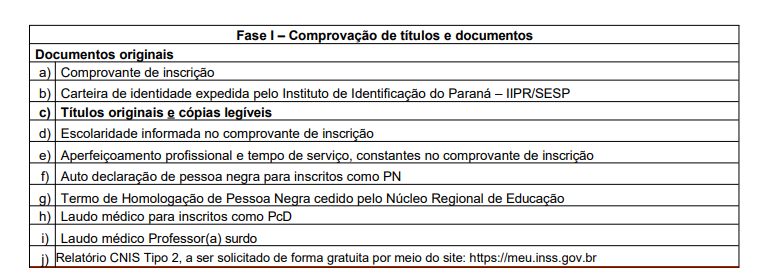 Fase I – Comprovação de títulos e documentos
Documentos originais
a) Comprovante de inscrição
b) Carteira de identidade expedida pelo Instituto de Identificação do Paraná – IIPR/SESP
c) Títulos originais e cópias legíveis
d) Escolaridade informada no comprovante de inscrição
e) Aperfeiçoamento profissional e tempo de serviço, constantes no comprovante de inscrição
f) Auto declaração de pessoa negra para inscritos como PN
g) Termo de Homologação de Pessoa Negra cedido pelo Núcleo Regional de Educação
h) Laudo médico para inscritos como PcD
i) Laudo médico Professor(a) surdo
j) Relatório CNIS Tipo 2, a ser solicitado de forma gratuita por meio do site: https://meu.inss.gov.br